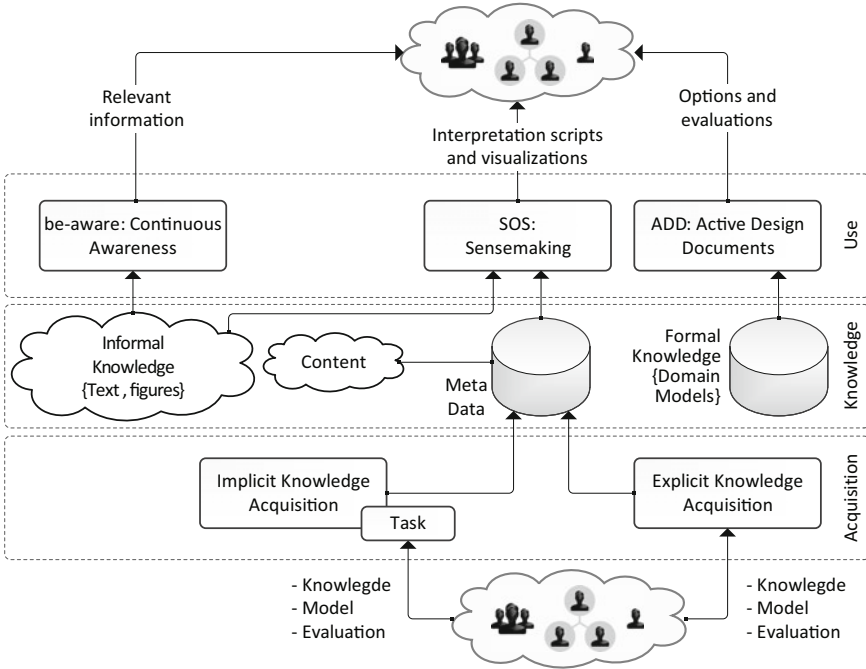 Relevant
information
Interpretation scripts
and visualizations
Options and
evaluations
be-aware: Continuous
Awareness
SOS:
Sensemaking
ADD: Active Design
Documents
Use
Informal
Knowledge
{Text , figures}
Content
Meta
Data
Formal
Knowledge
{Domain
Models}
Knowledge
Implicit Knowledge
Acquisition
Task
Explicit Knowledge
Acquisition
Acquisition
- Knowlegde
- Model
- Evaluation
- Knowlegde
- Model
- Evaluation